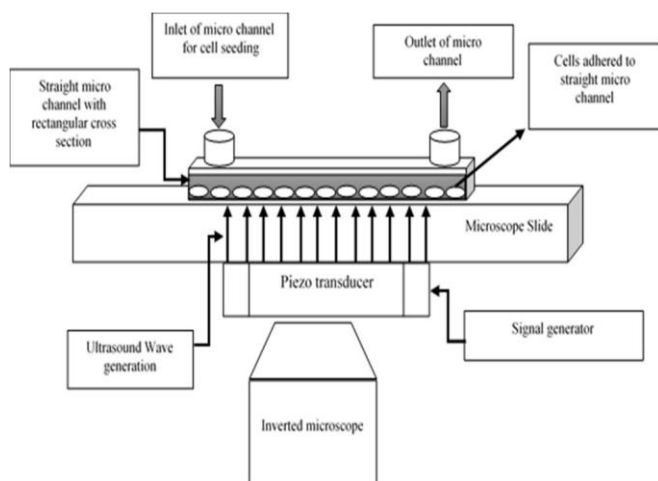 Inlet of micro channel
for cell seeding
Outlet of micro
channel
Cells adhered to
straight micro
channel
Straight micro
channel with
rectangular cross
section
Microscope Slide
Piezo transducer
Signal generator
Ultrasound Wave
generation
Inverted microscope